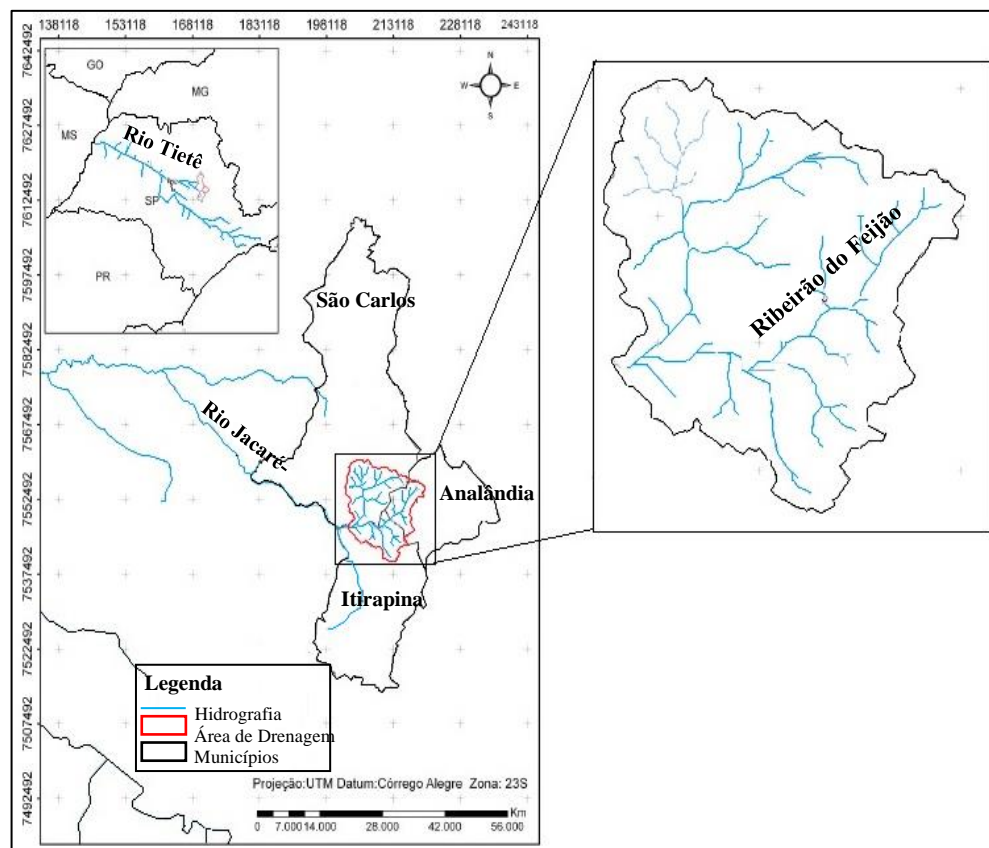 138118 153118 168118 183118 198118 213118 228118 243118
7642492
7627492
7612492
7597492
7582492
7567492
7552492
7537492
7522492
7507492
7492492
GO
MG
MS
Rio Tietê
SP
PR
N
W E
S
São Carlos
Rio Jacaré-
Analândia
Itirapina
Ribeirão do Feijão
Legenda
Hidrografia
Área de Drenagem
Municípios
Projeção:UTM Datum:Córrego Alegre Zona: 23S
Km
0 7.000 14.000 28.000 42.000 56.000